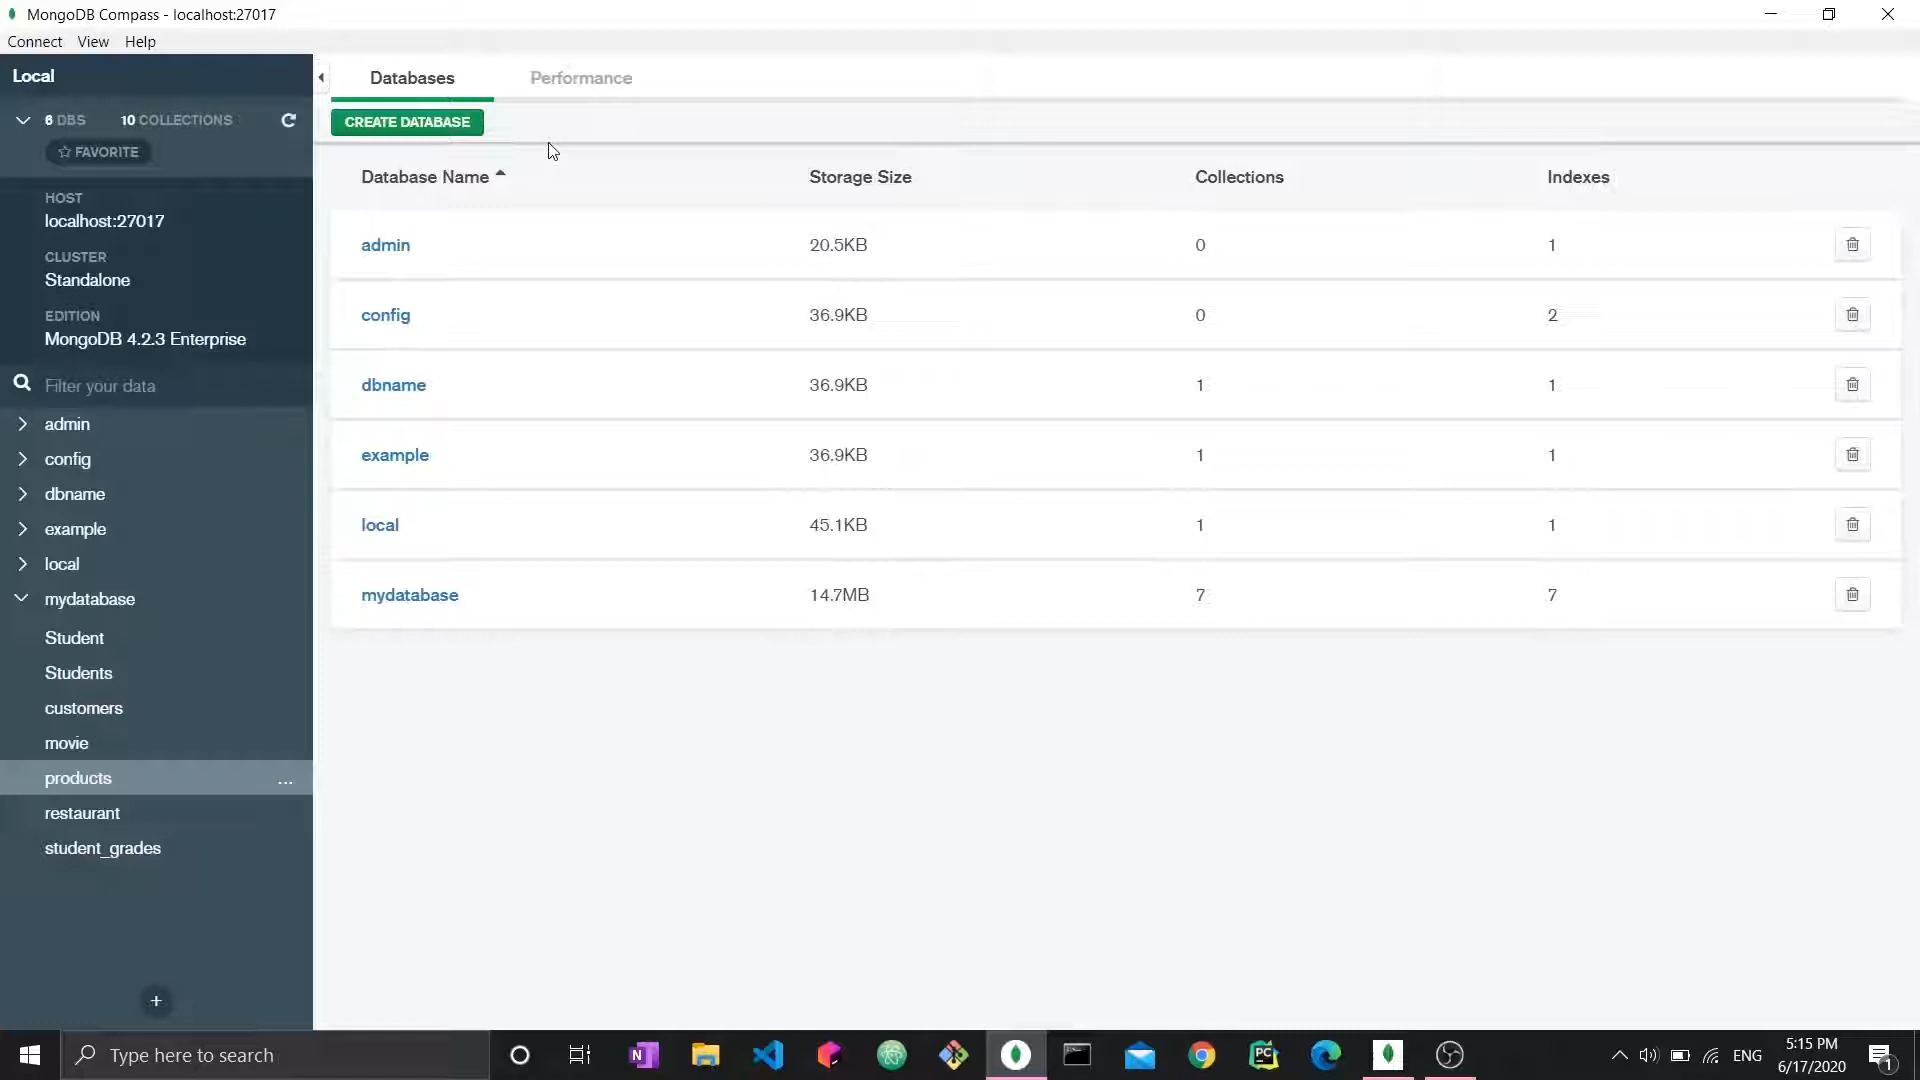 MongoDB Compass - localhost:27017
Connect View Help
Local
6 DBS 10 COLLECTIONS
FAVORITE
HOST
localhost:27017
CLUSTER
Standalone
EDITION
MongoDB 4.2.3 Enterprise
Filter your data
admin
config
dbname
example
local
mydatabase
Student
Students
customers
movie
products ...
restaurant
student_grades
+
Databases Performance
CREATE DATABASE
Database Name Storage Size Collections Indexes
admin 20.5KB 0 1
config 36.9KB 0 2
dbname 36.9KB 1 1
example 36.9KB 1 1
local 45.1KB 1 1
mydatabase 14.7MB 7 7
Type here to search
N
PC
ENG
5:15 PM
6/17/2020
1